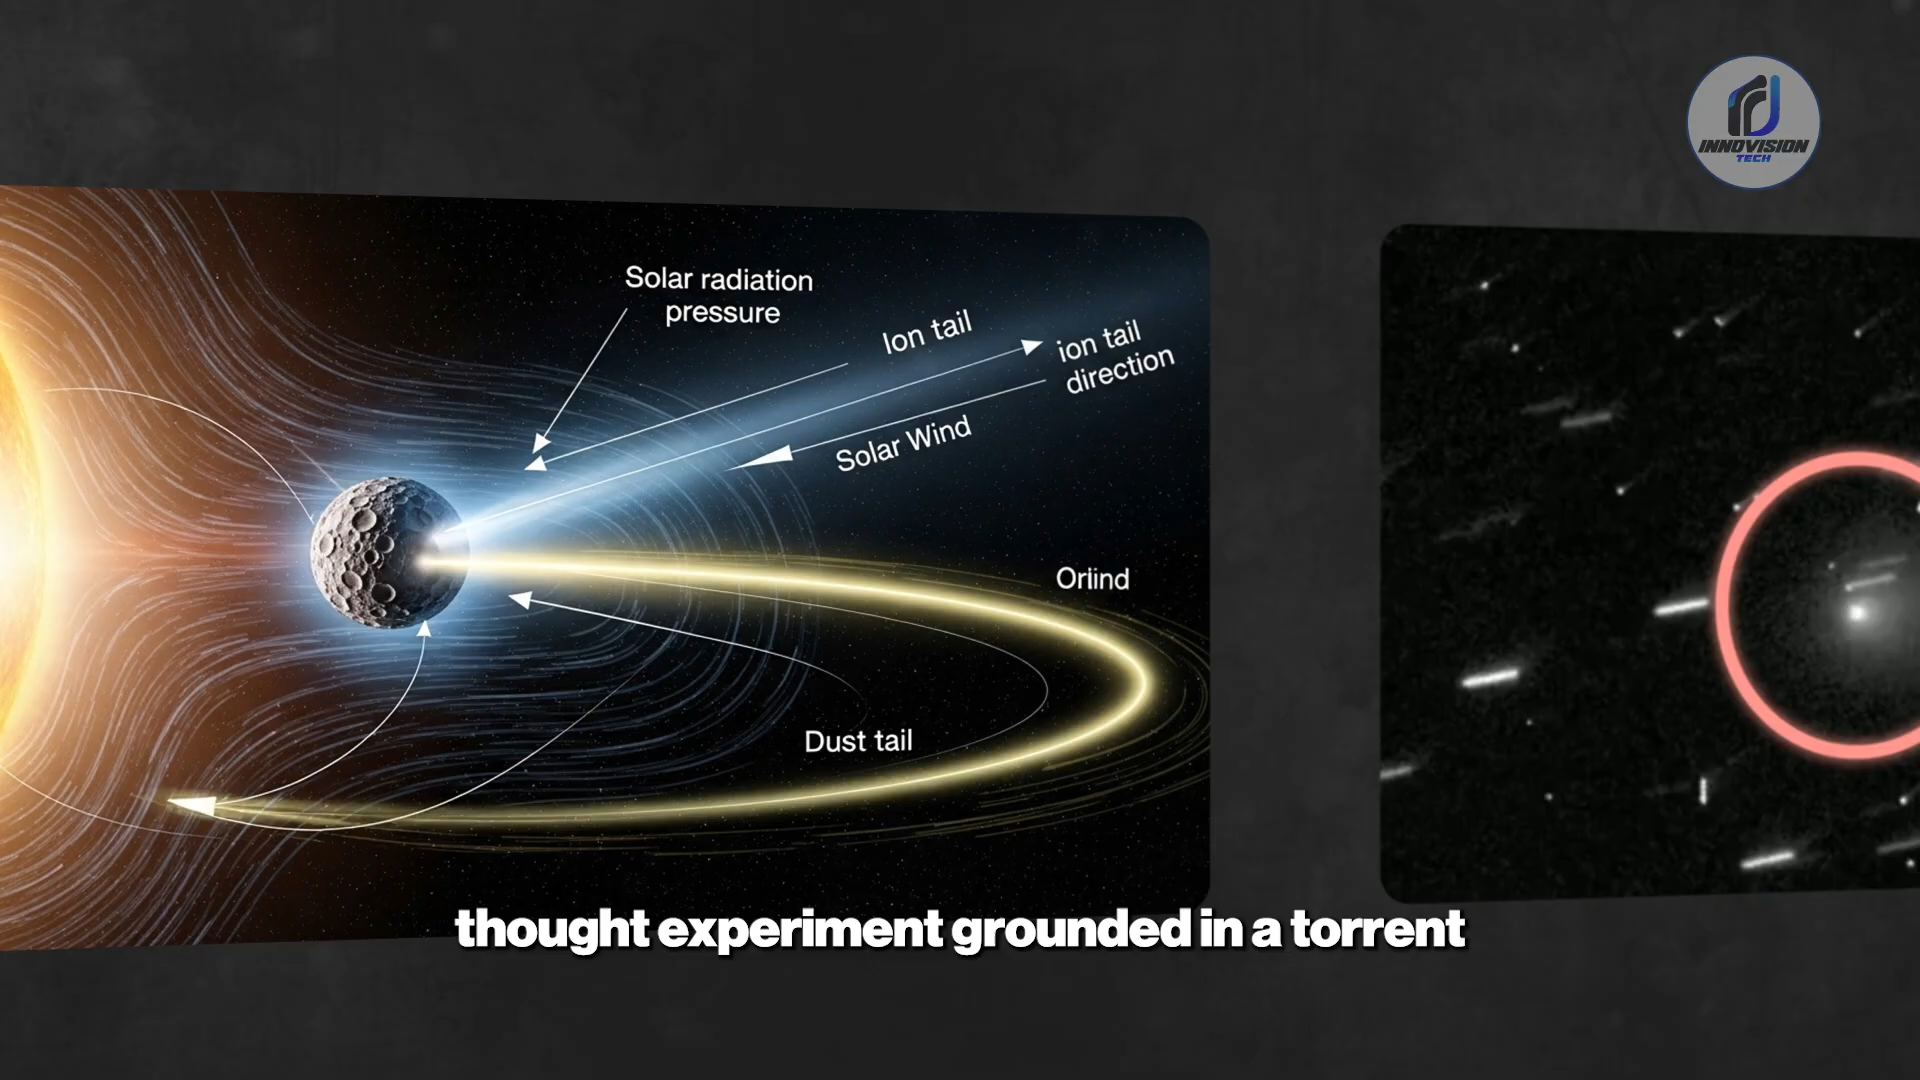 INNOVISION
TECH
Solar radiation
pressure
Ion tail
ion tail
direction
Solar Wind
Orlind
Dust tail
thought experiment grounded in a torrent